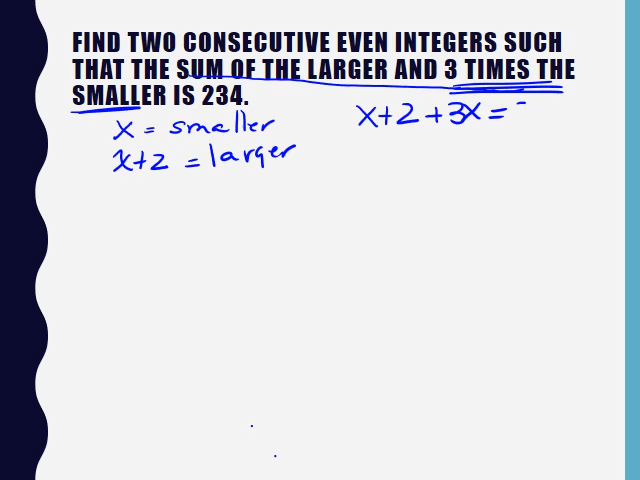 FIND TWO CONSECUTIVE EVEN INTEGERS SUCH
THAT THE SUM OF THE LARGER AND 3 TIMES THE
SMALLER IS 234.
x = smaller
x+2 = larger
x+2+3x=